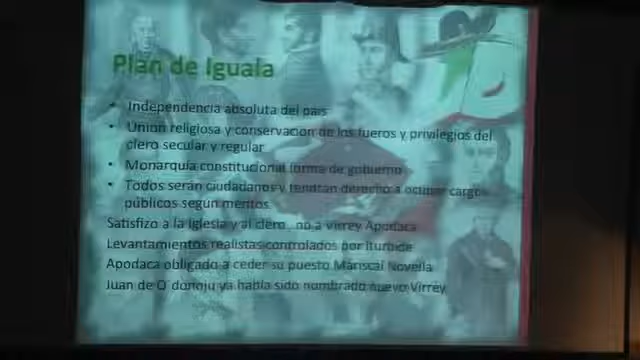 Plan de Iguala
• Independencia absoluta del país
• Unión religiosa y conservación de los fueros y privilegios del
clero secular y regular
• Monarquía constitucional forma de gobierno
• Todos serán ciudadanos y tendrán derecho a ocupar cargos
públicos según méritos
Satisfizo a la Iglesia y al clero, no a virrey Apodaca
Levantamientos realistas controlados por Iturbide
Apodaca obligado a ceder su puesto Mariscal Novella
Juan de O´donojú ya había sido nombrado nuevo Virréy